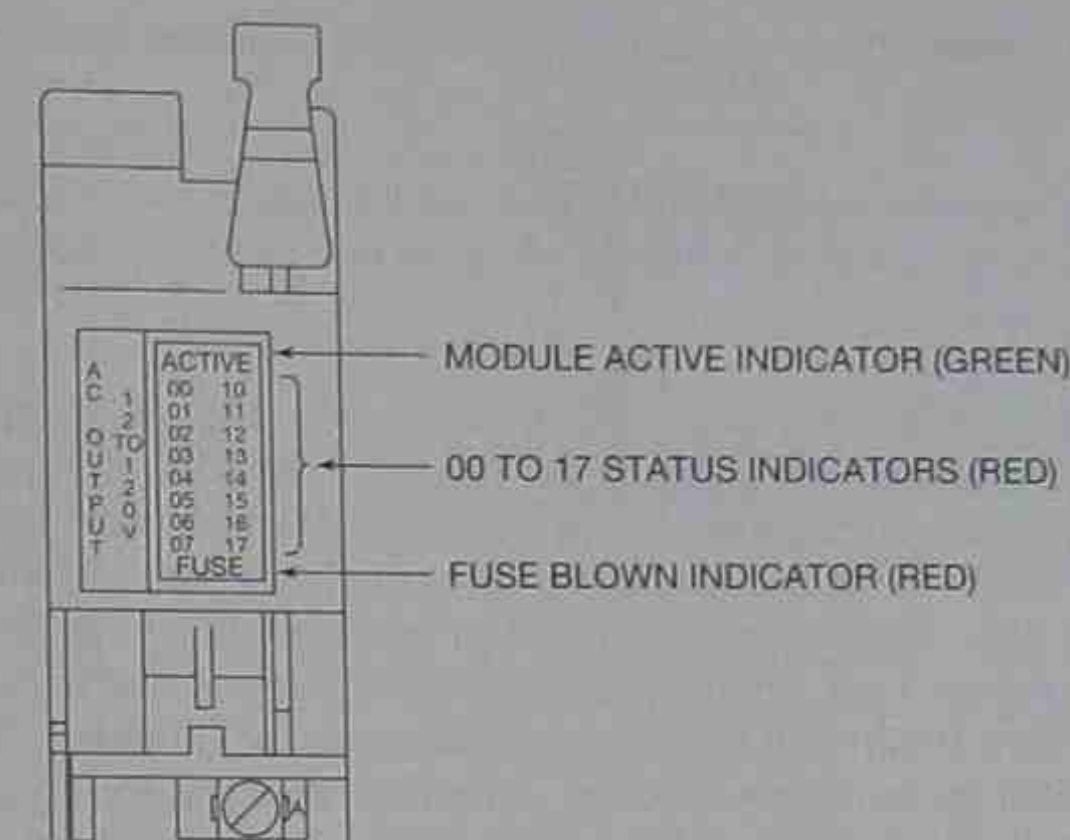 AC OUTPUT
12 TO 120V
ACTIVE
00 10
01 11
02 12
03 13
04 14
05 15
06 16
07 17
FUSE
MODULE ACTIVE INDICATOR (GREEN)
00 TO 17 STATUS INDICATORS (RED)
FUSE BLOWN INDICATOR (RED)